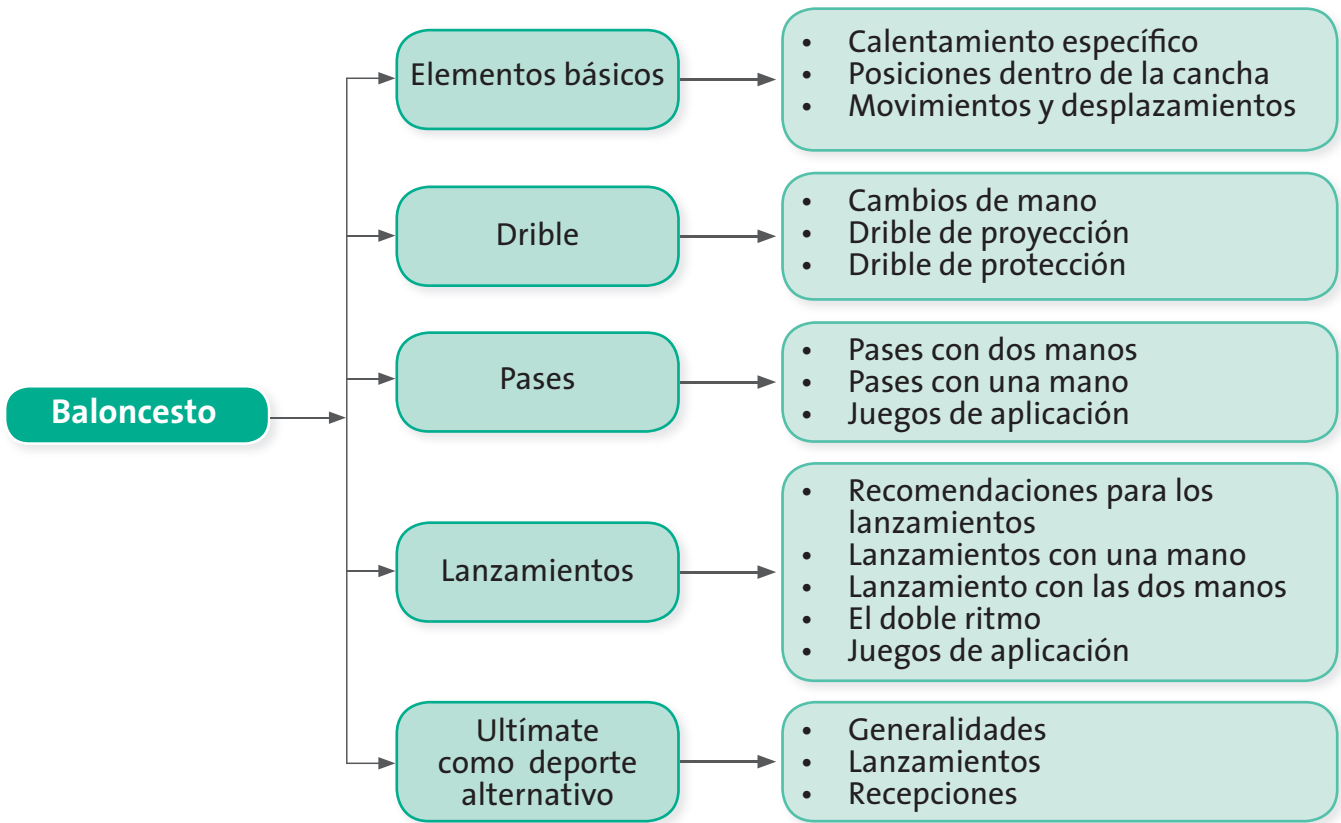 Baloncesto
Elementos básicos
• Calentamiento específico
• Posiciones dentro de la cancha
• Movimientos y desplazamientos
Drible
• Cambios de mano
• Drible de proyección
• Drible de protección
Pases
• Pases con dos manos
• Pases con una mano
• Juegos de aplicación
Lanzamientos
• Recomendaciones para los
lanzamientos
• Lanzamientos con una mano
• Lanzamiento con las dos manos
• El doble ritmo
• Juegos de aplicación
Ultímate
como deporte
alternativo
• Generalidades
• Lanzamientos
• Recepciones